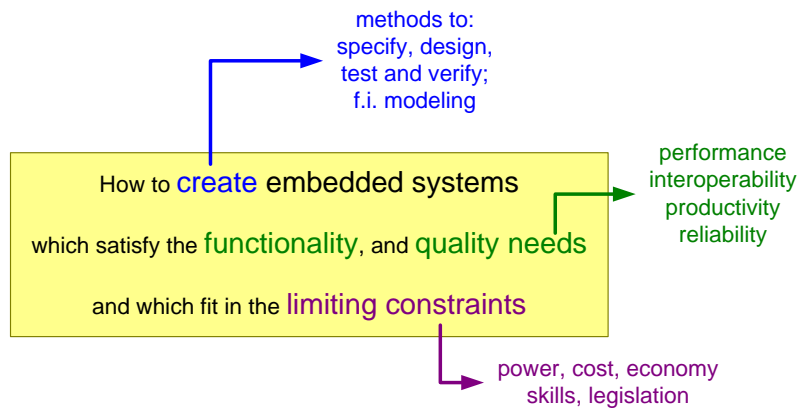 methods to:
specify, design,
test and verify;
f.i. modeling
How to create embedded systems
which satisfy the functionality, and quality needs
and which fit in the limiting constraints
performance
interoperability
productivity
reliability
power, cost, economy
skills, legislation